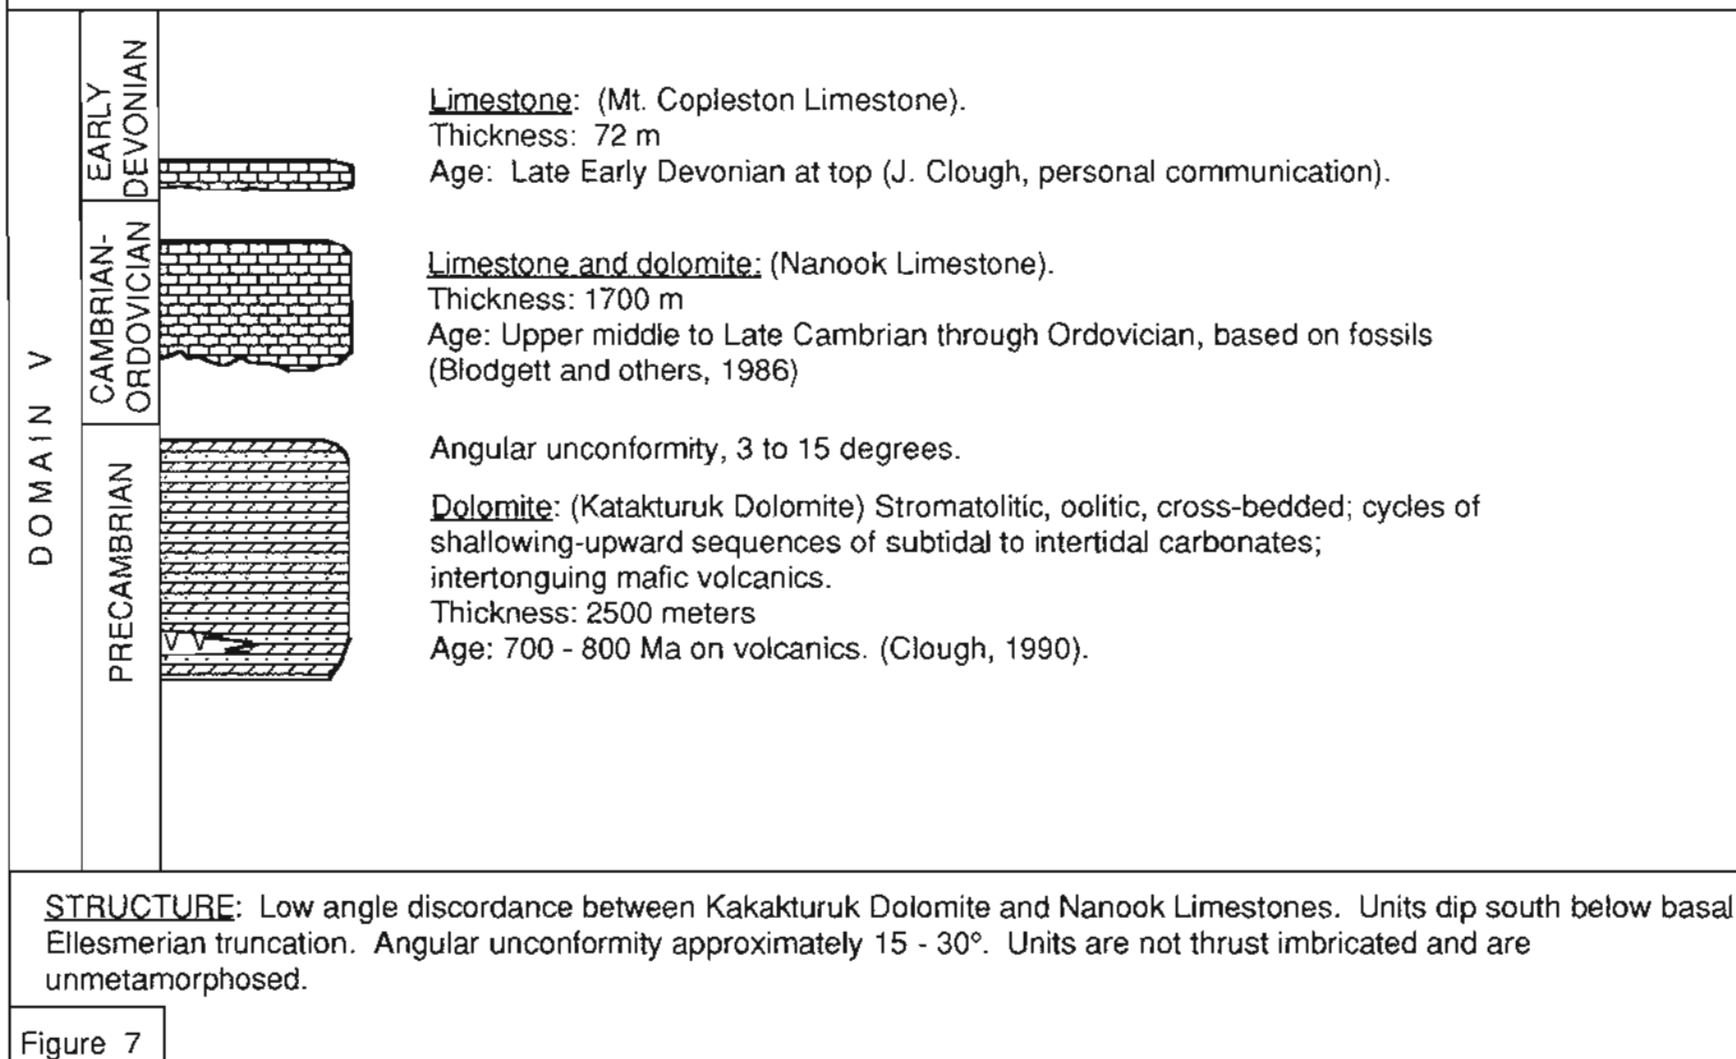 EARLY
DEVONIAN
Limestone: (Mt. Copleston Limestone).
Thickness: 72 m
Age: Late Early Devonian at top (J. Clough, personal communication).
CAMBRIAN-
ORDOVICIAN
Limestone and dolomite: (Nanook Limestone).
Thickness: 1700 m
Age: Upper middle to Late Cambrian through Ordovician, based on fossils
(Blodgett and others, 1986)
DOMAIN V
PRECAMBRIAN
Angular unconformity, 3 to 15 degrees.
Dolomite: (Katakturuk Dolomite) Stromatolitic, oolitic, cross-bedded; cycles of
shallowing-upward sequences of subtidal to intertidal carbonates;
intertonguing mafic volcanics.
Thickness: 2500 meters
Age: 700 - 800 Ma on volcanics. (Clough, 1990).
V V
STRUCTURE: Low angle discordance between Kakakturuk Dolomite and Nanook Limestones. Units dip south below basal
Ellesmerian truncation. Angular unconformity approximately 15 - 30°. Units are not thrust imbricated and are
unmetamorphosed.
Figure 7